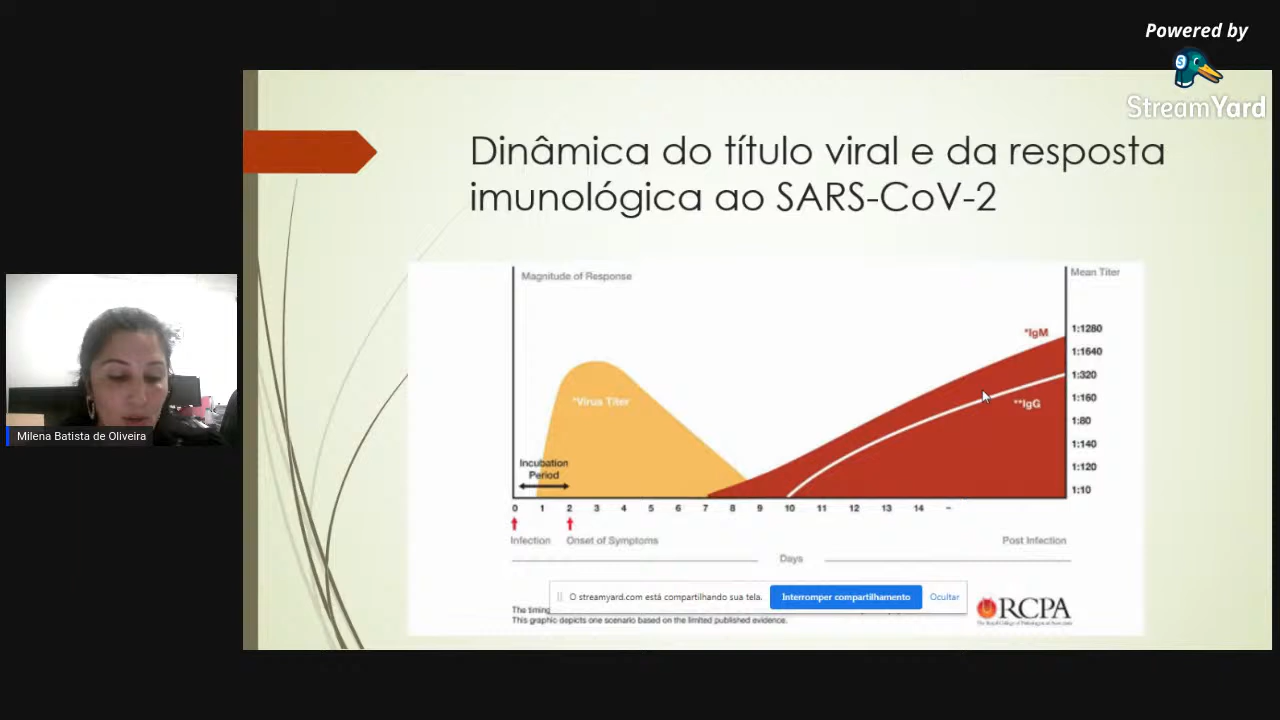 Powered by
StreamYard
Dinâmica do título viral e da resposta
imunológica ao SARS-CoV-2
Magnitude of Response
Mean Titer
*IgM
1:1280
1:1640
1:320
*Virus Titer
1:160
**IgG
1:80
1:140
Incubation
Period
1:120
1:10
0 1 2 3 4 5 6 7 8 9 10 11 12 13 14 –
Infection
Onset of Symptoms
Post Infection
Days
Milena Batista de Oliveira
O streamyard.com está compartilhando sua tela.
Interromper compartilhamento
Ocultar
The timing
This graphic depicts one scenario based on the limited published evidence.
RCPA